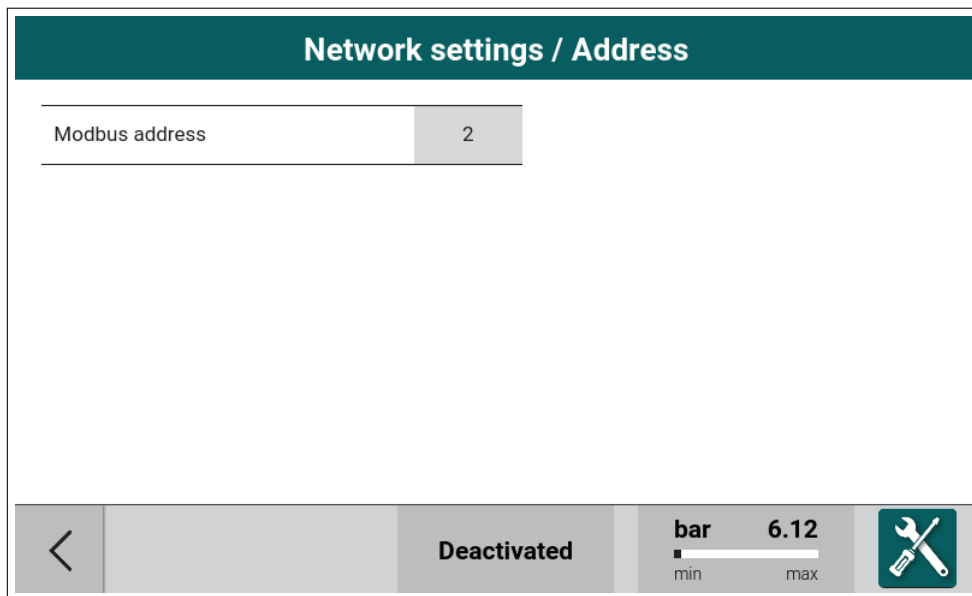 Network settings / Address
Modbus address 2
Deactivated
bar 6.12
min max